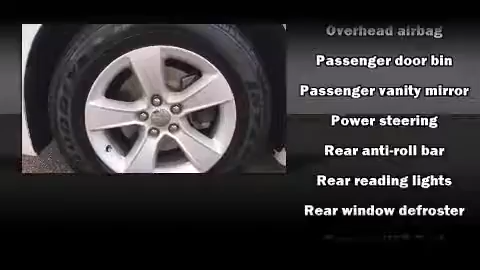 Overhead airbag
Passenger door bin
Passenger vanity mirror
Power steering
Rear anti-roll bar
Rear reading lights
Rear window defroster